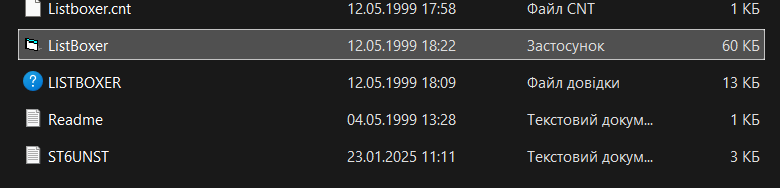 Listboxer.cnt 12.05.1999 17:58 Файл CNT 1 КБ
ListBoxer 12.05.1999 18:22 Застосунок 60 КБ
LISTBOXER 12.05.1999 18:09 Файл довідки 13 КБ
Readme 04.05.1999 13:28 Текстовий докум... 1 КБ
ST6UNST 23.01.2025 11:11 Текстовий докум... 3 КБ